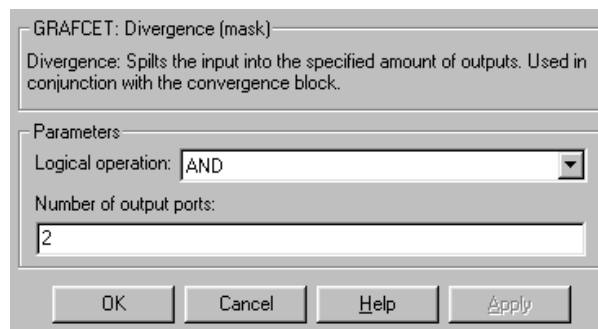 GRAFCET: Divergence (mask)
Divergence: Spilts the input into the specified amount of outputs. Used in
conjunction with the convergence block.
Parameters
Logical operation: AND
Number of output ports:
2
OK Cancel Help Apply